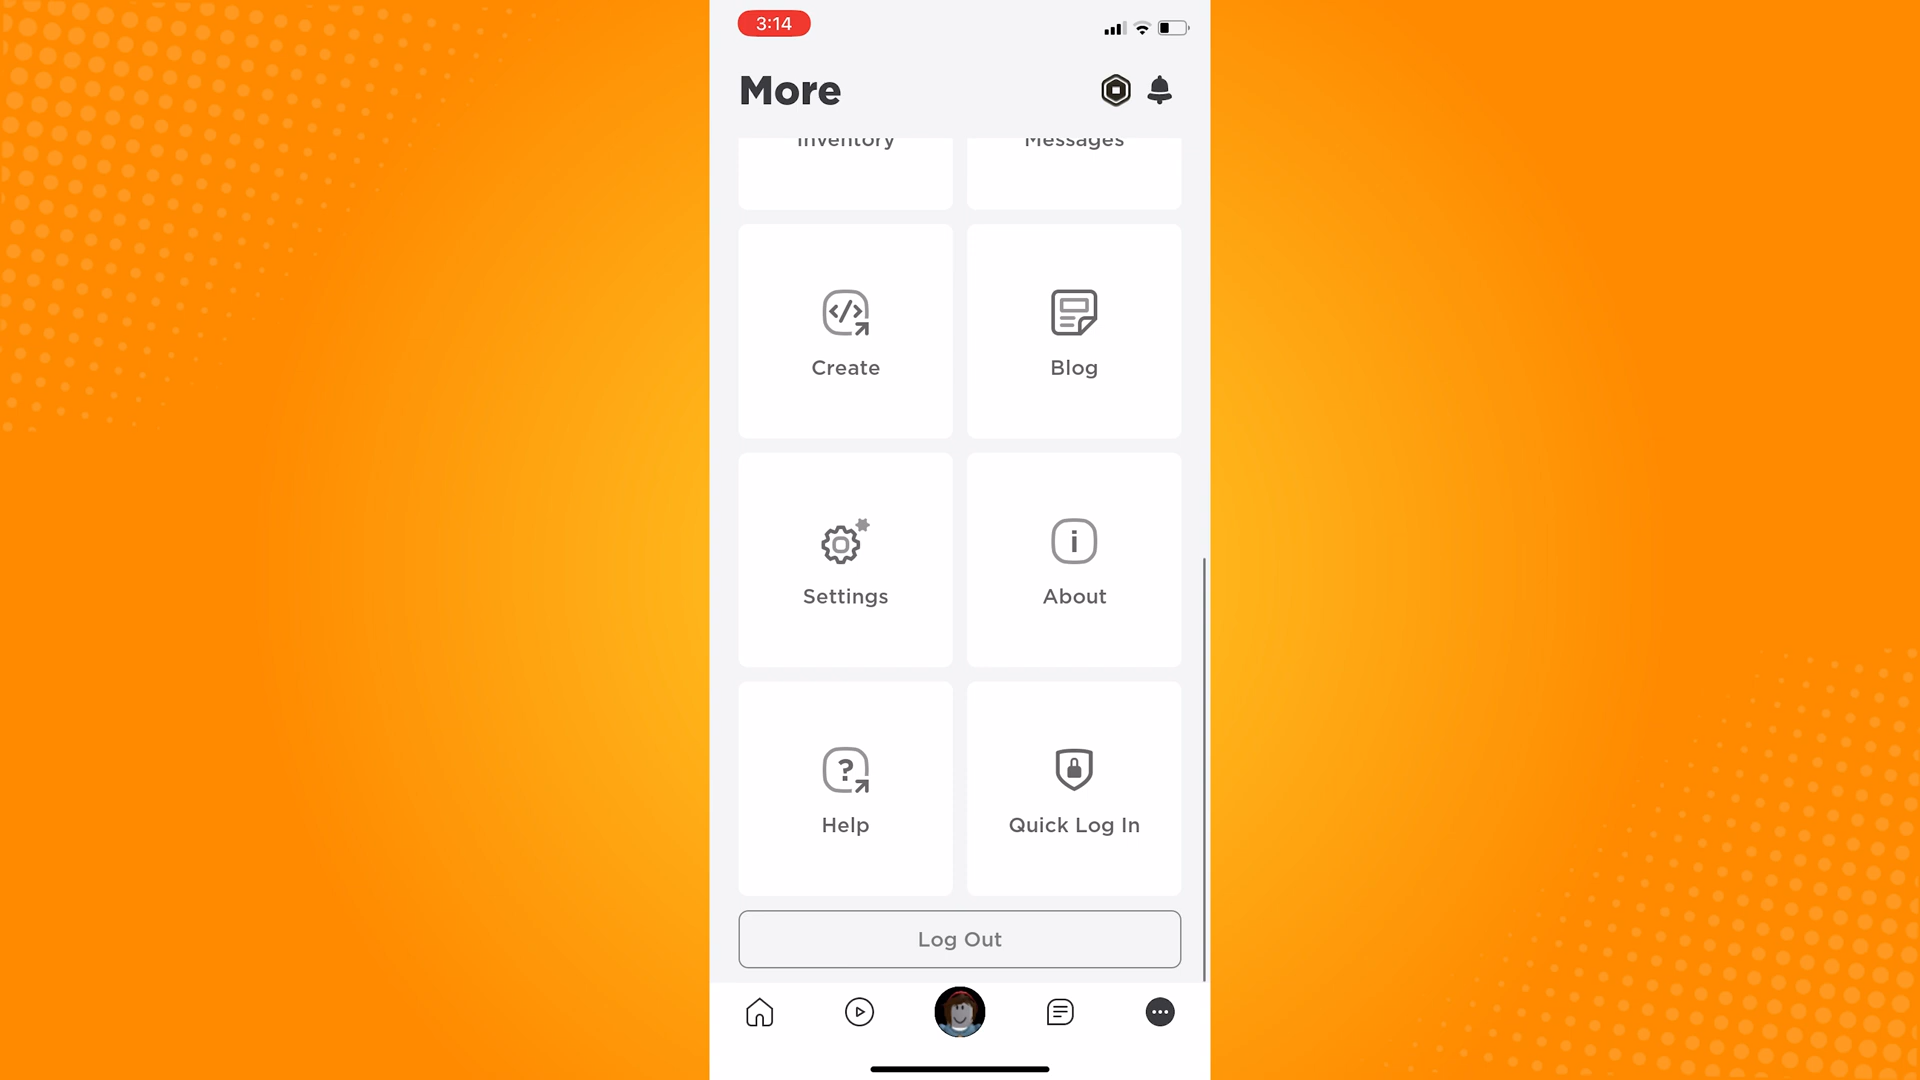 3:14
More
Inventory
Messages
Create
Blog
Settings
About
Help
Quick Log In
Log Out